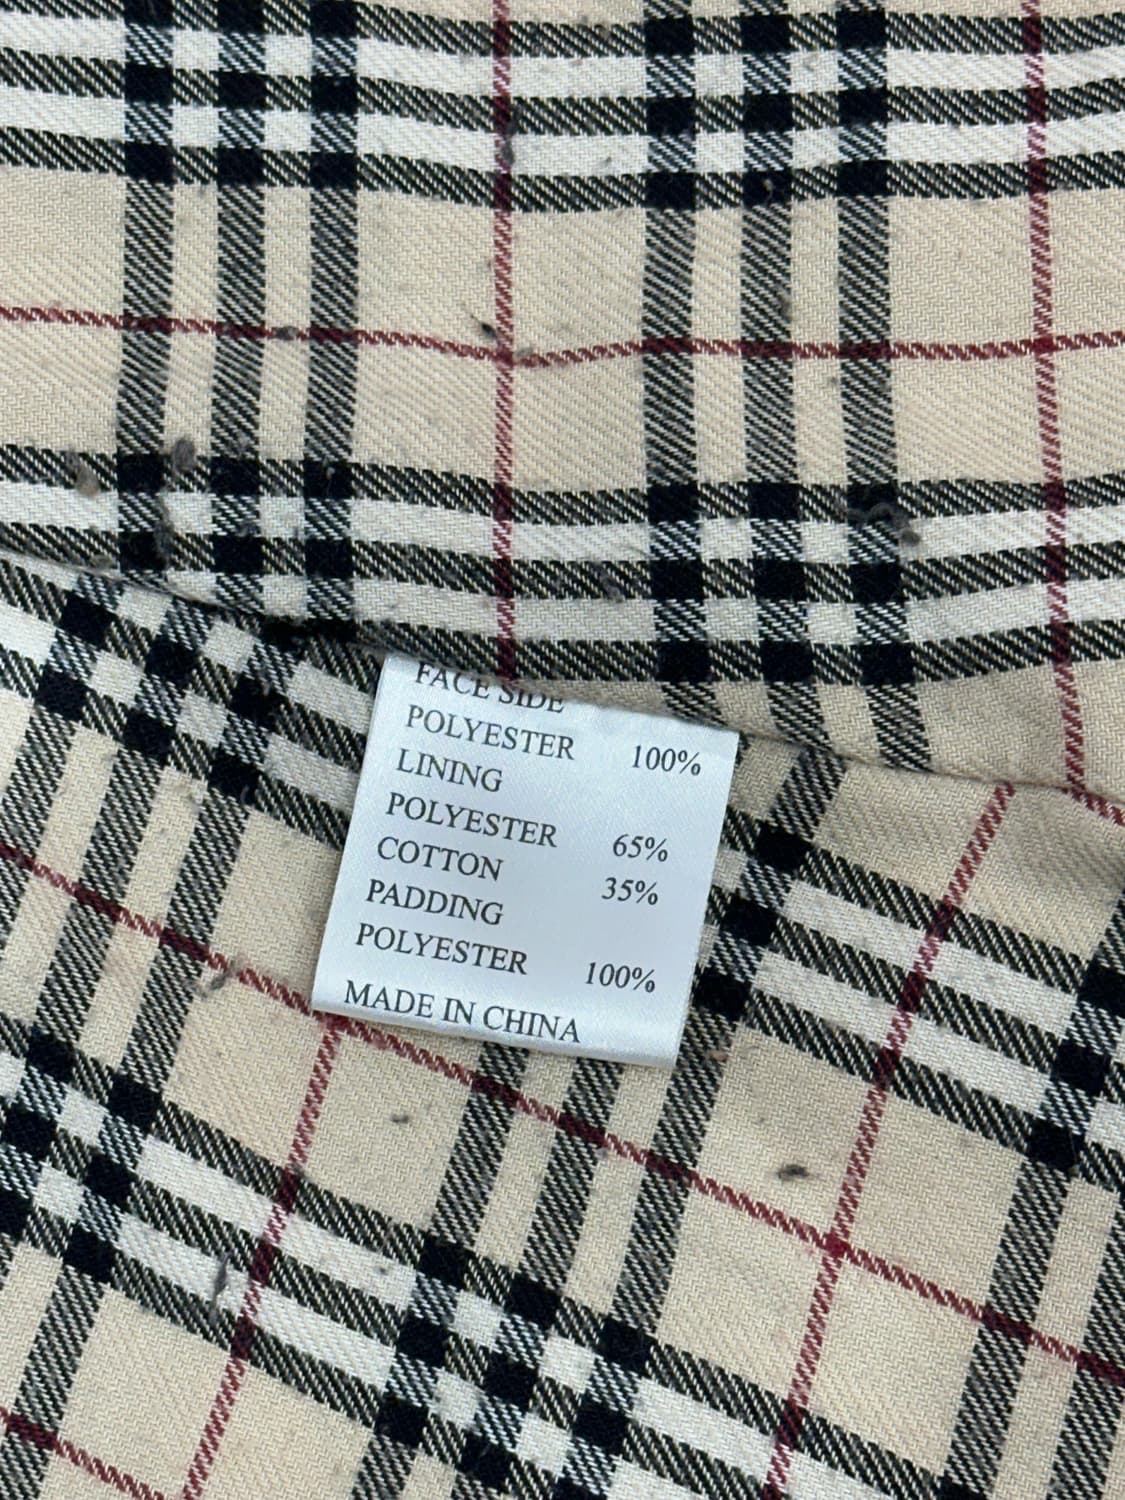 FACE SIDE
POLYESTER 100%
LINING
POLYESTER 65%
COTTON 35%
PADDING
POLYESTER 100%
MADE IN CHINA